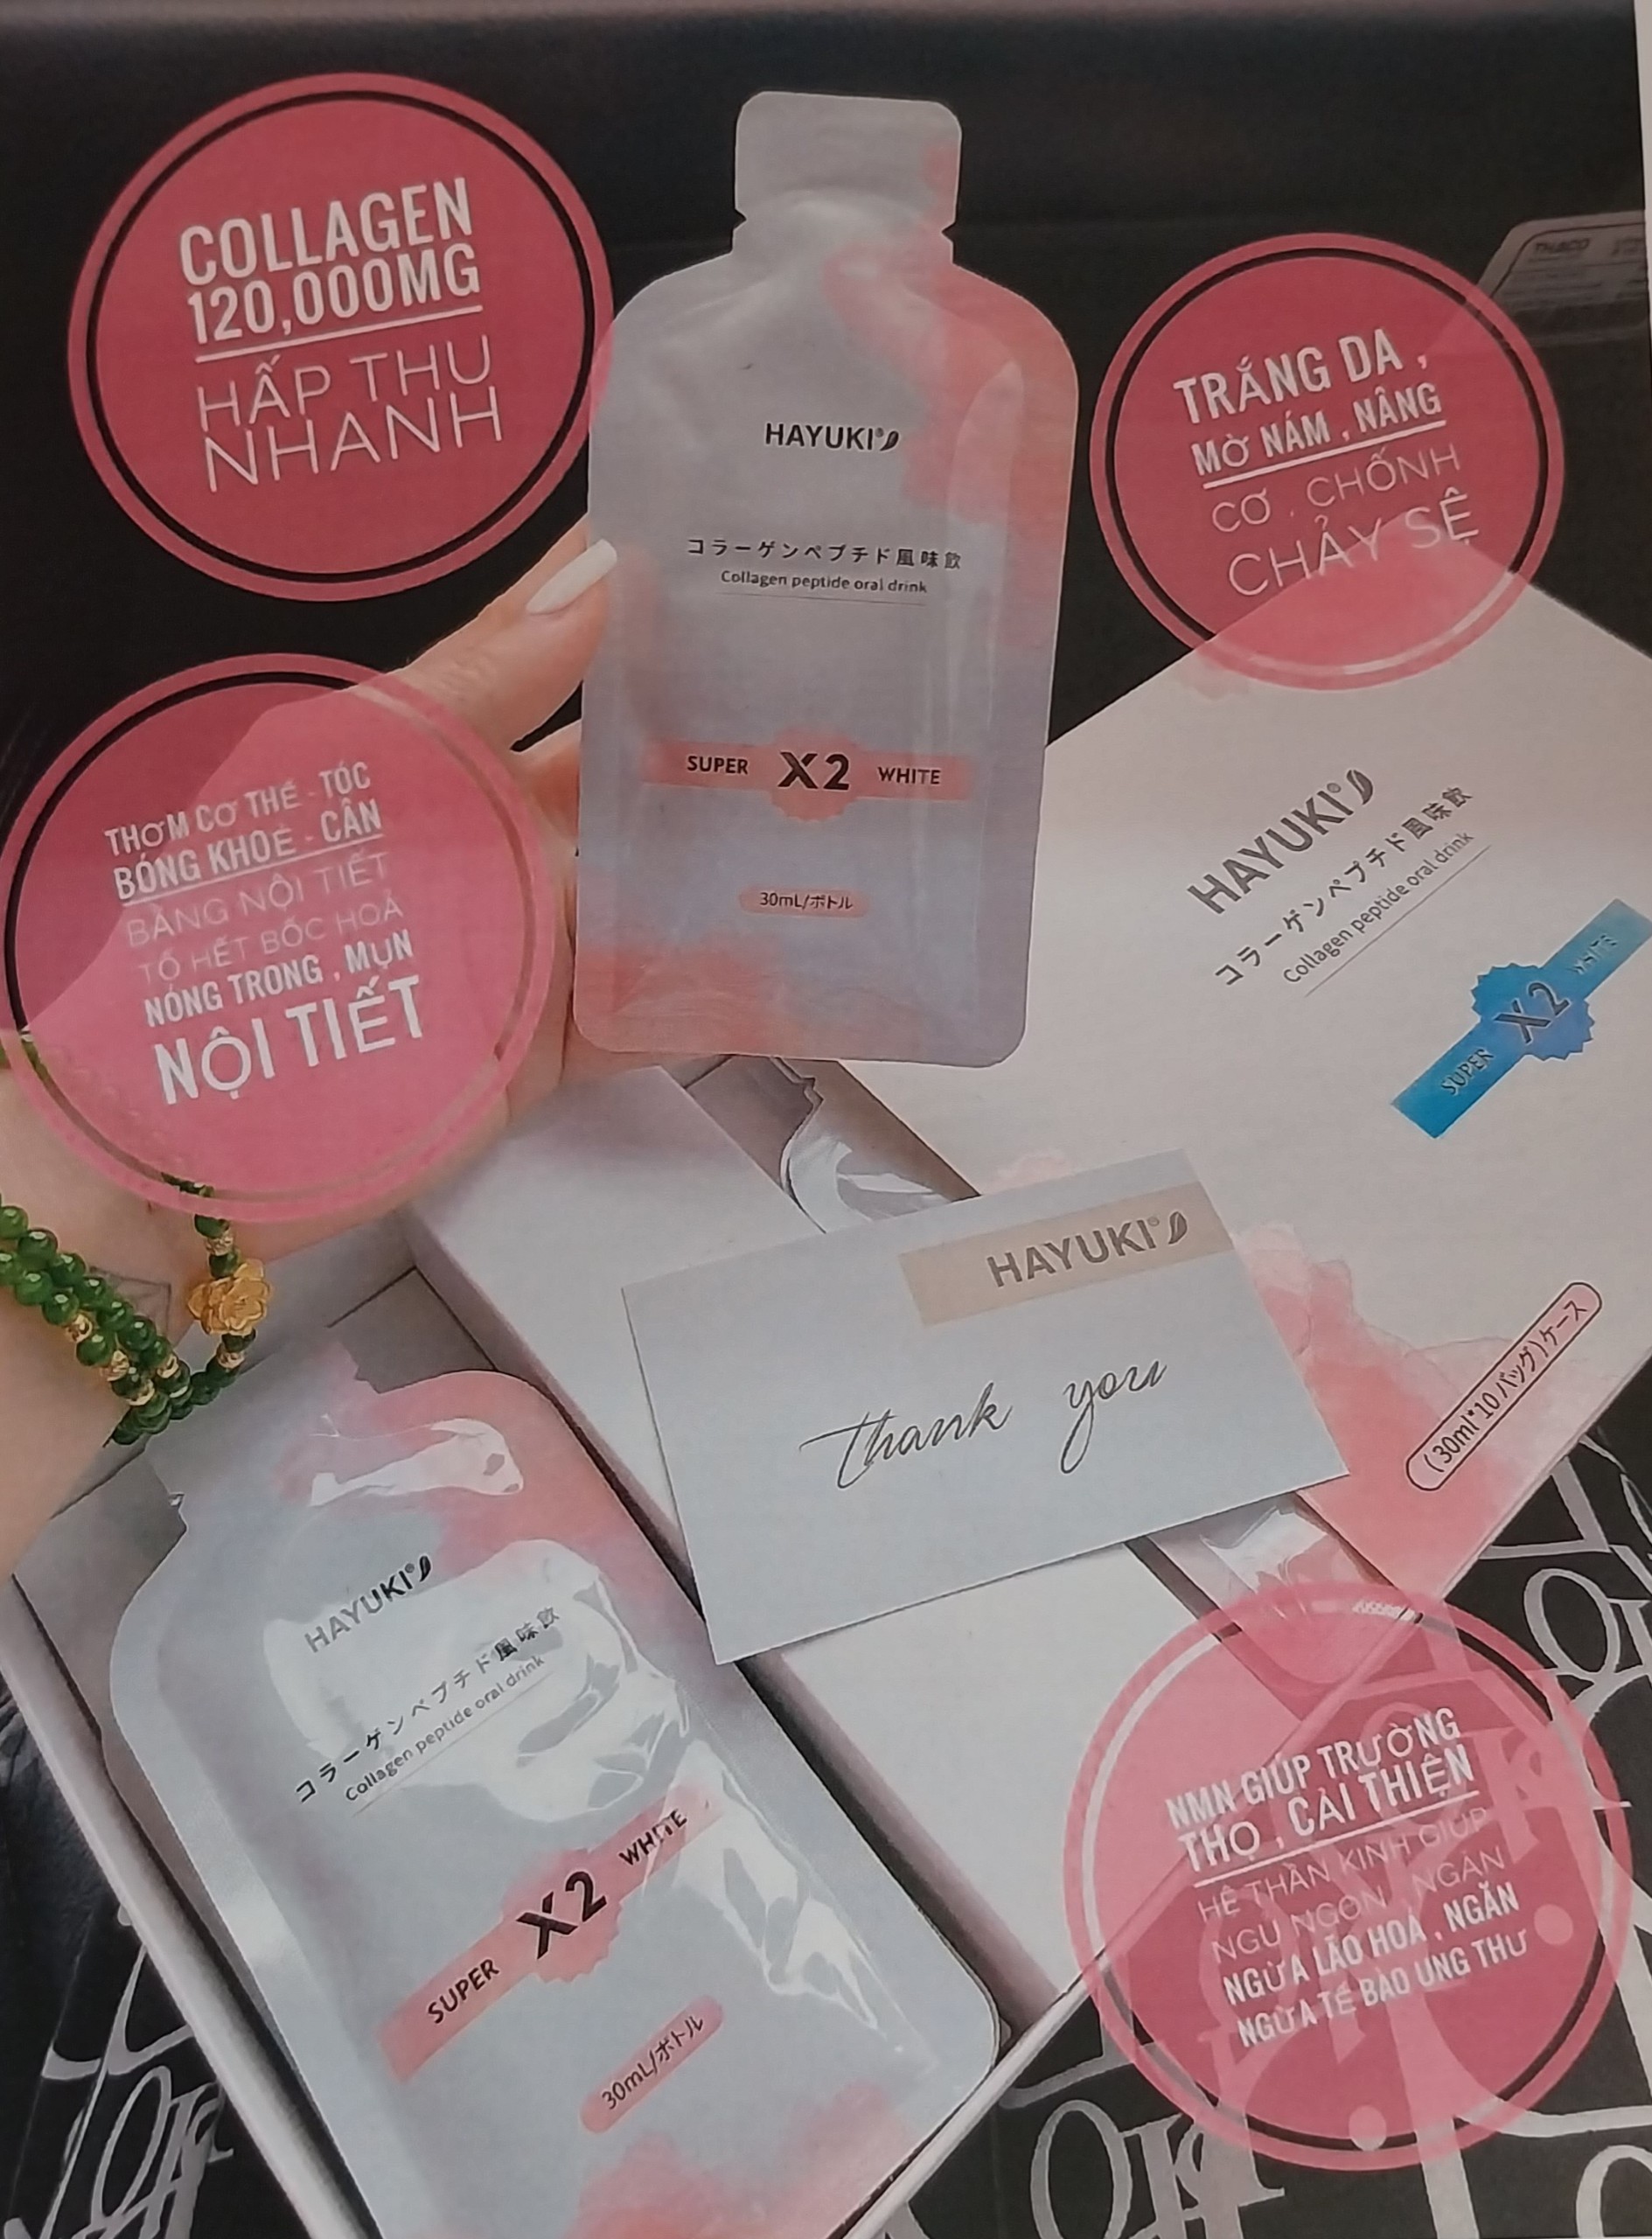 COLLAGEN
120,000MG
HẤP THU
NHANH
HAYUKI®
コラーゲンペプチド風味飲
Collagen peptide oral drink
SUPER X2 WHITE
30mL/ボトル
TRẮNG DA ,
MỜ NÁM , NÂNG
CƠ , CHỐNH
CHẢY SỆ
THACO
THƠM CƠ THỂ - TÓC
BÓNG KHOẺ - CÂN
BẰNG NỘI TIẾT
TỐ HẾT BỐC HOẢ
NÓNG TRONG , MỤN
NỘI TIẾT
HAYUKI®
コラーゲンペプチド風味飲
Collagen peptide oral drink
SUPER X2 WHITE
(30ml*10バッグ)ケース
HAYUKI®
Thank you
HAYUKI®
コラーゲンペプチド風味飲
Collagen peptide oral drink
SUPER X2 WHITE
30mL/ボトル
NMN GIÚP TRƯỜNG
THỌ , CẢI THIỆN
HỆ THẦN KINH GIÚP
NGỦ NGON , NGĂN
NGỪA LÃO HOÁ , NGĂN
NGỪA TẾ BÀO UNG THƯ